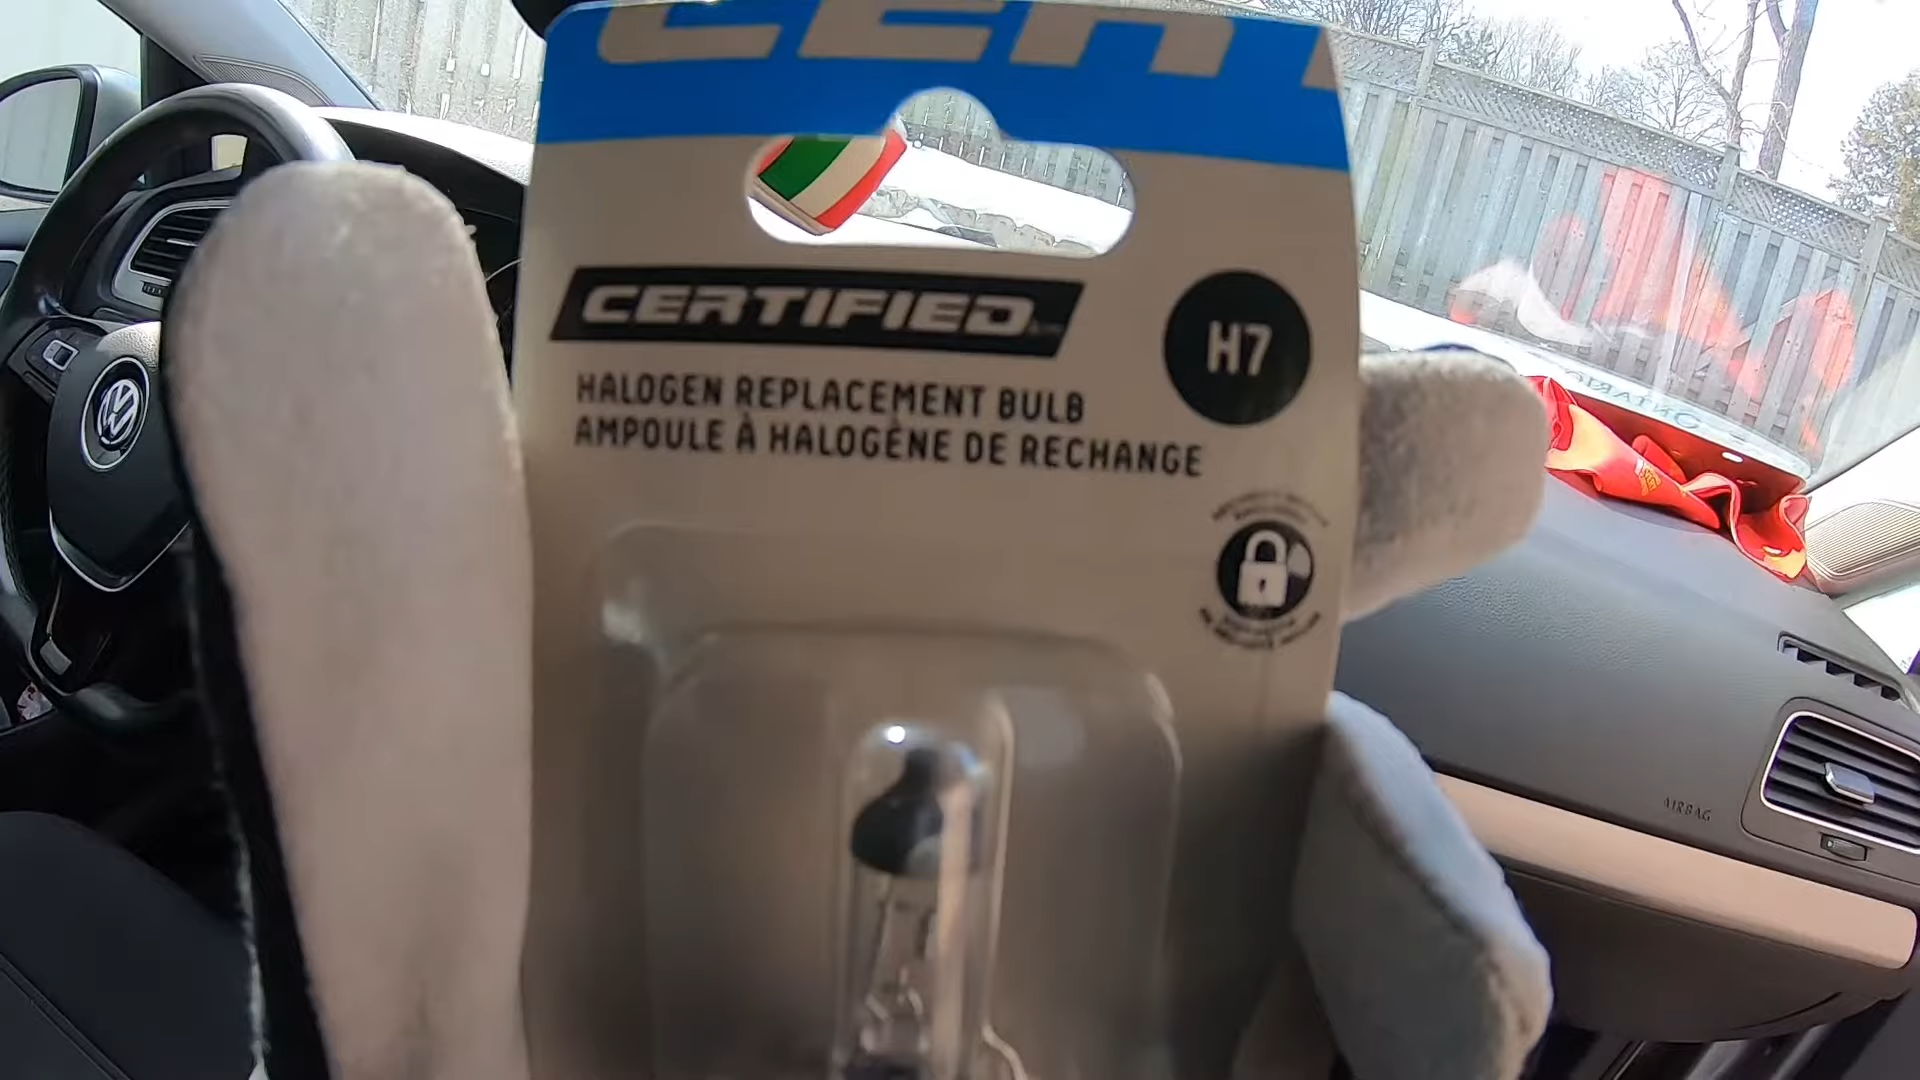 CERTIFIED
H7
HALOGEN REPLACEMENT BULB
AMPOULE À HALOGÈNE DE RECHANGE
AIRBAG